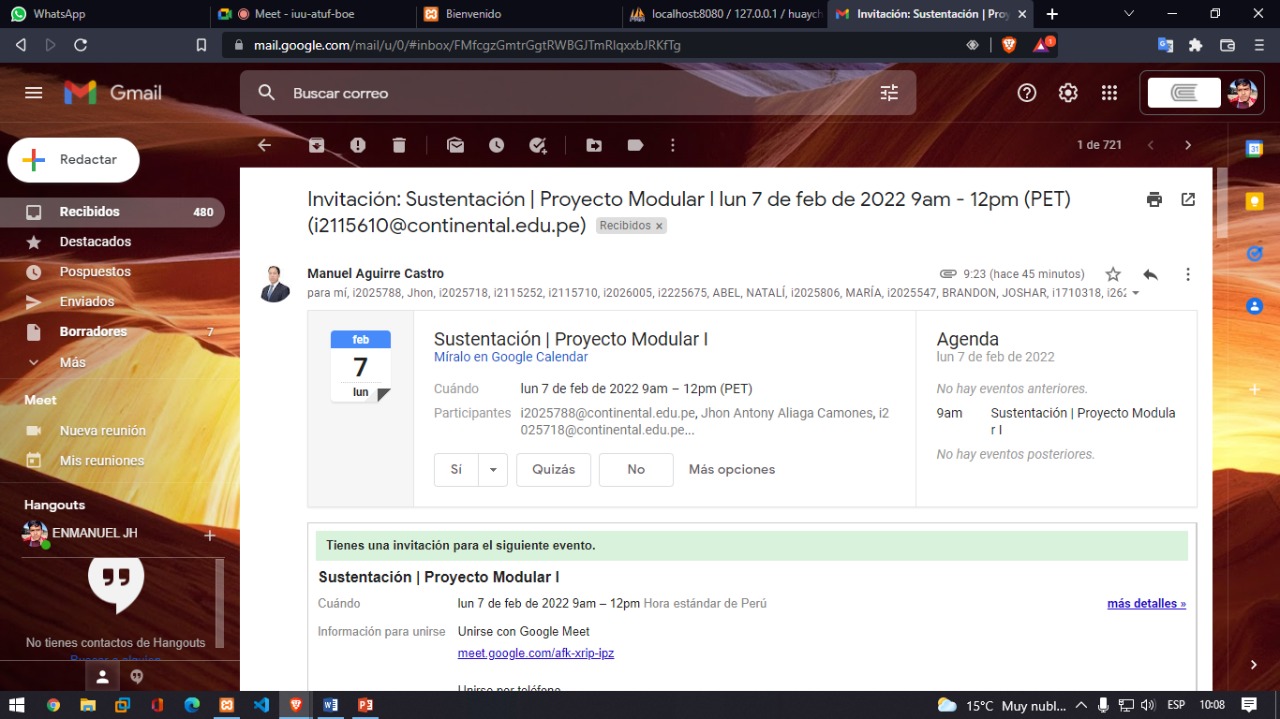 WhatsApp
Meet - iuu-atuf-boe
Bienvenido
localhost:8080 / 127.0.0.1 / huaych
Invitación: Sustentación | Proy
mail.google.com/mail/u/0/#inbox/FMfcgzGmtrGgtRWBGJTmRlqxxbJRKfTg
1
Gmail
Buscar correo
Redactar
1 de 721
31
Recibidos 480
Destacados
Pospuestos
Enviados
Borradores 7
Más
Meet
Nueva reunión
Mis reuniones
Hangouts
ENMANUEL JH
No tienes contactos de Hangouts
Buscar a alguien
Invitación: Sustentación | Proyecto Modular I lun 7 de feb de 2022 9am - 12pm (PET)
(i2115610@continental.edu.pe) Recibidos x
Manuel Aguirre Castro 9:23 (hace 45 minutos)
para mí, i2025788, Jhon, i2025718, i2115252, i2115710, i2026005, i2225675, ABEL, NATALÍ, i2025806, MARÍA, i2025547, BRANDON, JOSHAR, i1710318, i262
feb
7
lun
Sustentación | Proyecto Modular I
Míralo en Google Calendar
Cuándo lun 7 de feb de 2022 9am – 12pm (PET)
Participantes i2025788@continental.edu.pe, Jhon Antony Aliaga Camones, i2
025718@continental.edu.pe...
Sí Quizás No Más opciones
Agenda
lun 7 de feb de 2022
No hay eventos anteriores.
9am Sustentación | Proyecto Modula
r I
No hay eventos posteriores.
Tienes una invitación para el siguiente evento.
Sustentación | Proyecto Modular I
Cuándo lun 7 de feb de 2022 9am – 12pm Hora estándar de Perú más detalles »
Información para unirse Unirse con Google Meet
meet.google.com/afk-xrip-ipz
Unirse por teléfono
15°C Muy nubl... ESP 10:08